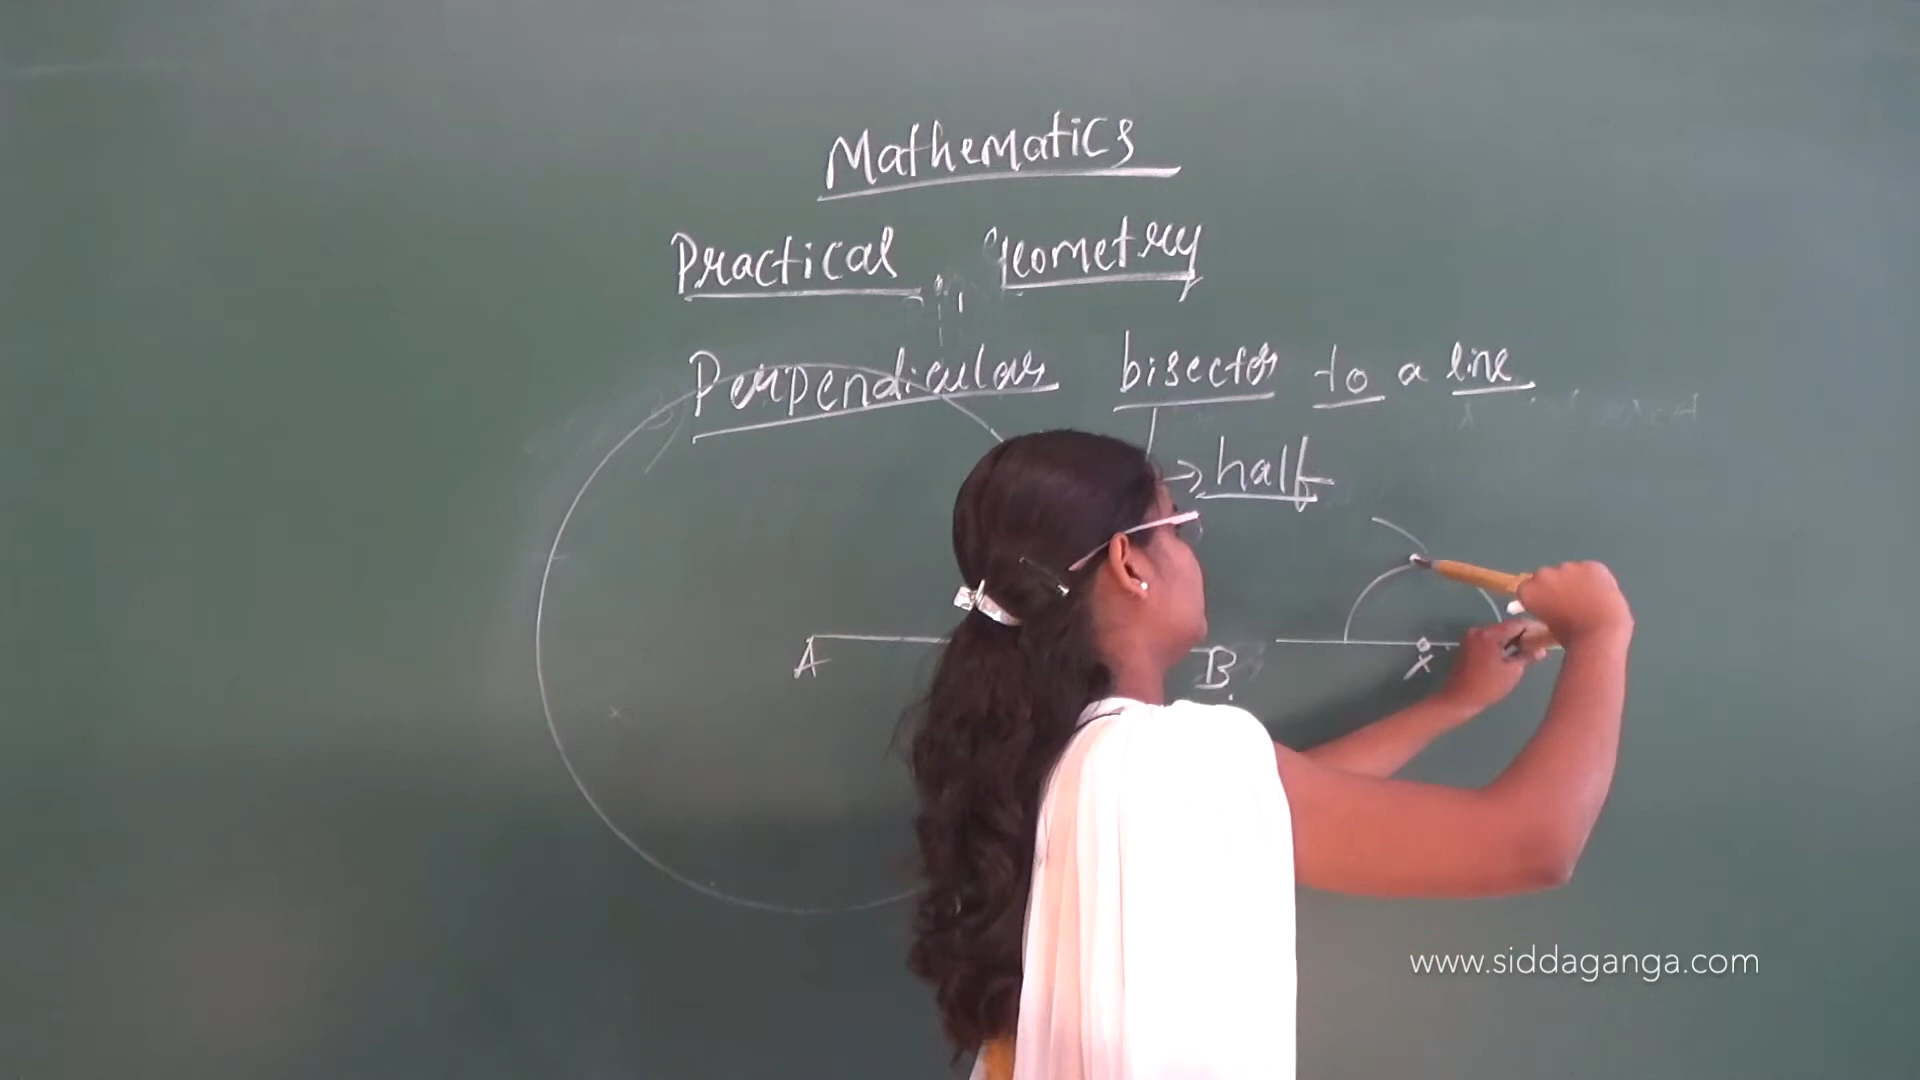 Mathematics
Practical Geometry
Perpendicular bisector to a line
→ half
A B X
www.siddaganga.com